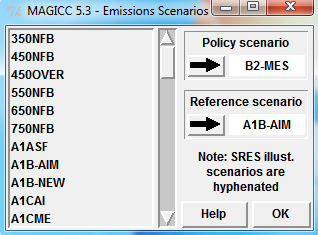 MAGICC 5.3 - Emissions Scenarios
350NFB
450NFB
450OVER
550NFB
650NFB
750NFB
A1ASF
A1B-AIM
A1B-NEW
A1CAI
A1CME
Policy scenario
B2-MES
Reference scenario
A1B-AIM
Note: SRES illust.
scenarios are
hyphenated
Help
OK